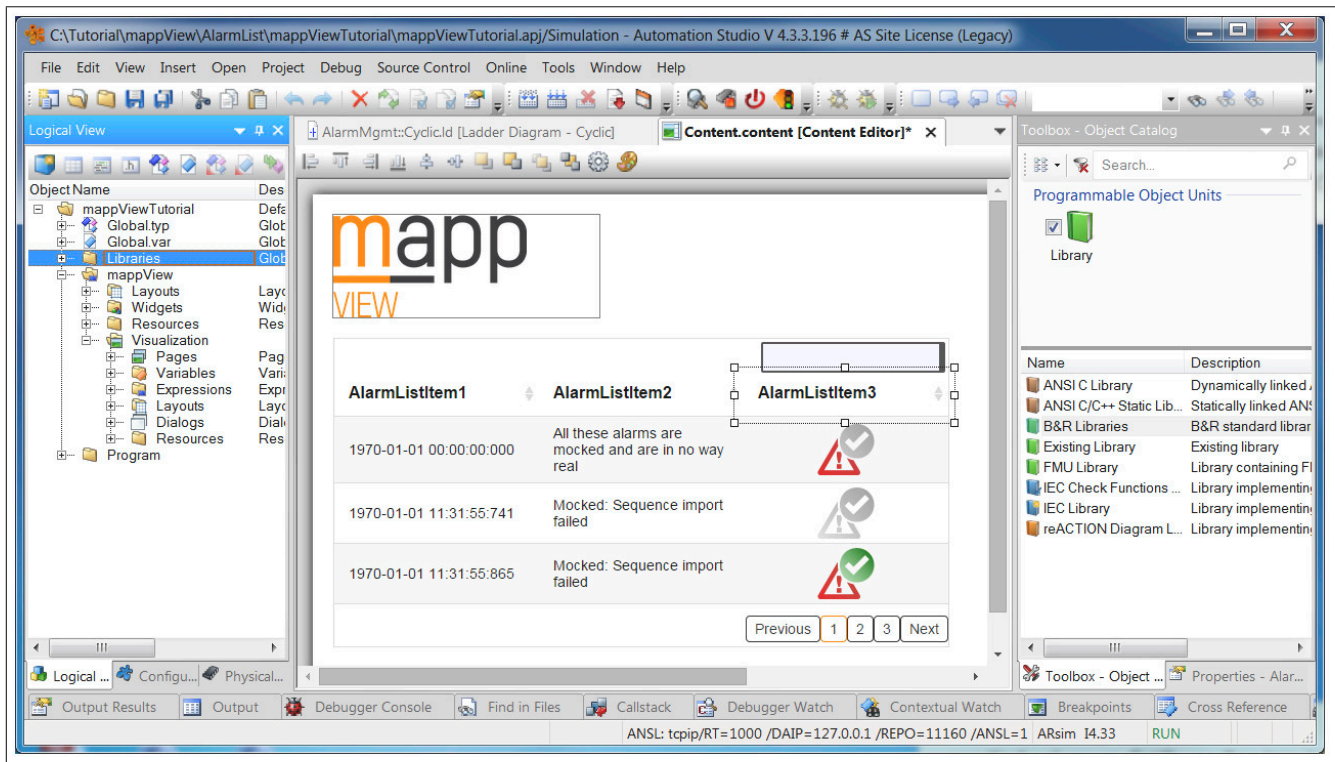 C:\Tutorial\mappView\AlarmList\mappViewTutorial\mappViewTutorial.apj/Simulation - Automation Studio V 4.3.3.196 # AS Site License (Legacy)
File Edit View Insert Open Project Debug Source Control Online Tools Window Help
Logical View
AlarmMgmt::Cyclic.ld [Ladder Diagram - Cyclic]
Content.content [Content Editor]*
Toolbox - Object Catalog
Search...
Object Name Des
mappViewTutorial Defa
Global.typ Glob
Global.var Glob
Libraries Glob
mappView
Layouts Layo
Widgets Widg
Resources Res
Visualization
Pages Pag
Variables Vari
Expressions Expr
Layouts Layo
Dialogs Dial
Resources Res
Program
mapp
VIEW
AlarmListItem1 AlarmListItem2 AlarmListItem3
1970-01-01 00:00:00:000
All these alarms are
mocked and are in no way
real
1970-01-01 11:31:55:741
Mocked: Sequence import
failed
1970-01-01 11:31:55:865
Mocked: Sequence import
failed
Previous 1 2 3 Next
Programmable Object Units
Library
Name Description
ANSI C Library Dynamically linked
ANSI C/C++ Static Lib... Statically linked ANS
B&R Libraries B&R standard librar
Existing Library Existing library
FMU Library Library containing F
IEC Check Functions ... Library implementin
IEC Library Library implementin
reACTION Diagram L... Library implementin
Logical ... Configu... Physical...
Toolbox - Object ... Properties - Alar...
Output Results Output Debugger Console Find in Files Callstack Debugger Watch Contextual Watch Breakpoints Cross Reference
ANSL: tcpip/RT=1000 /DAIP=127.0.0.1 /REPO=11160 /ANSL=1 ARsim I4.33 RUN